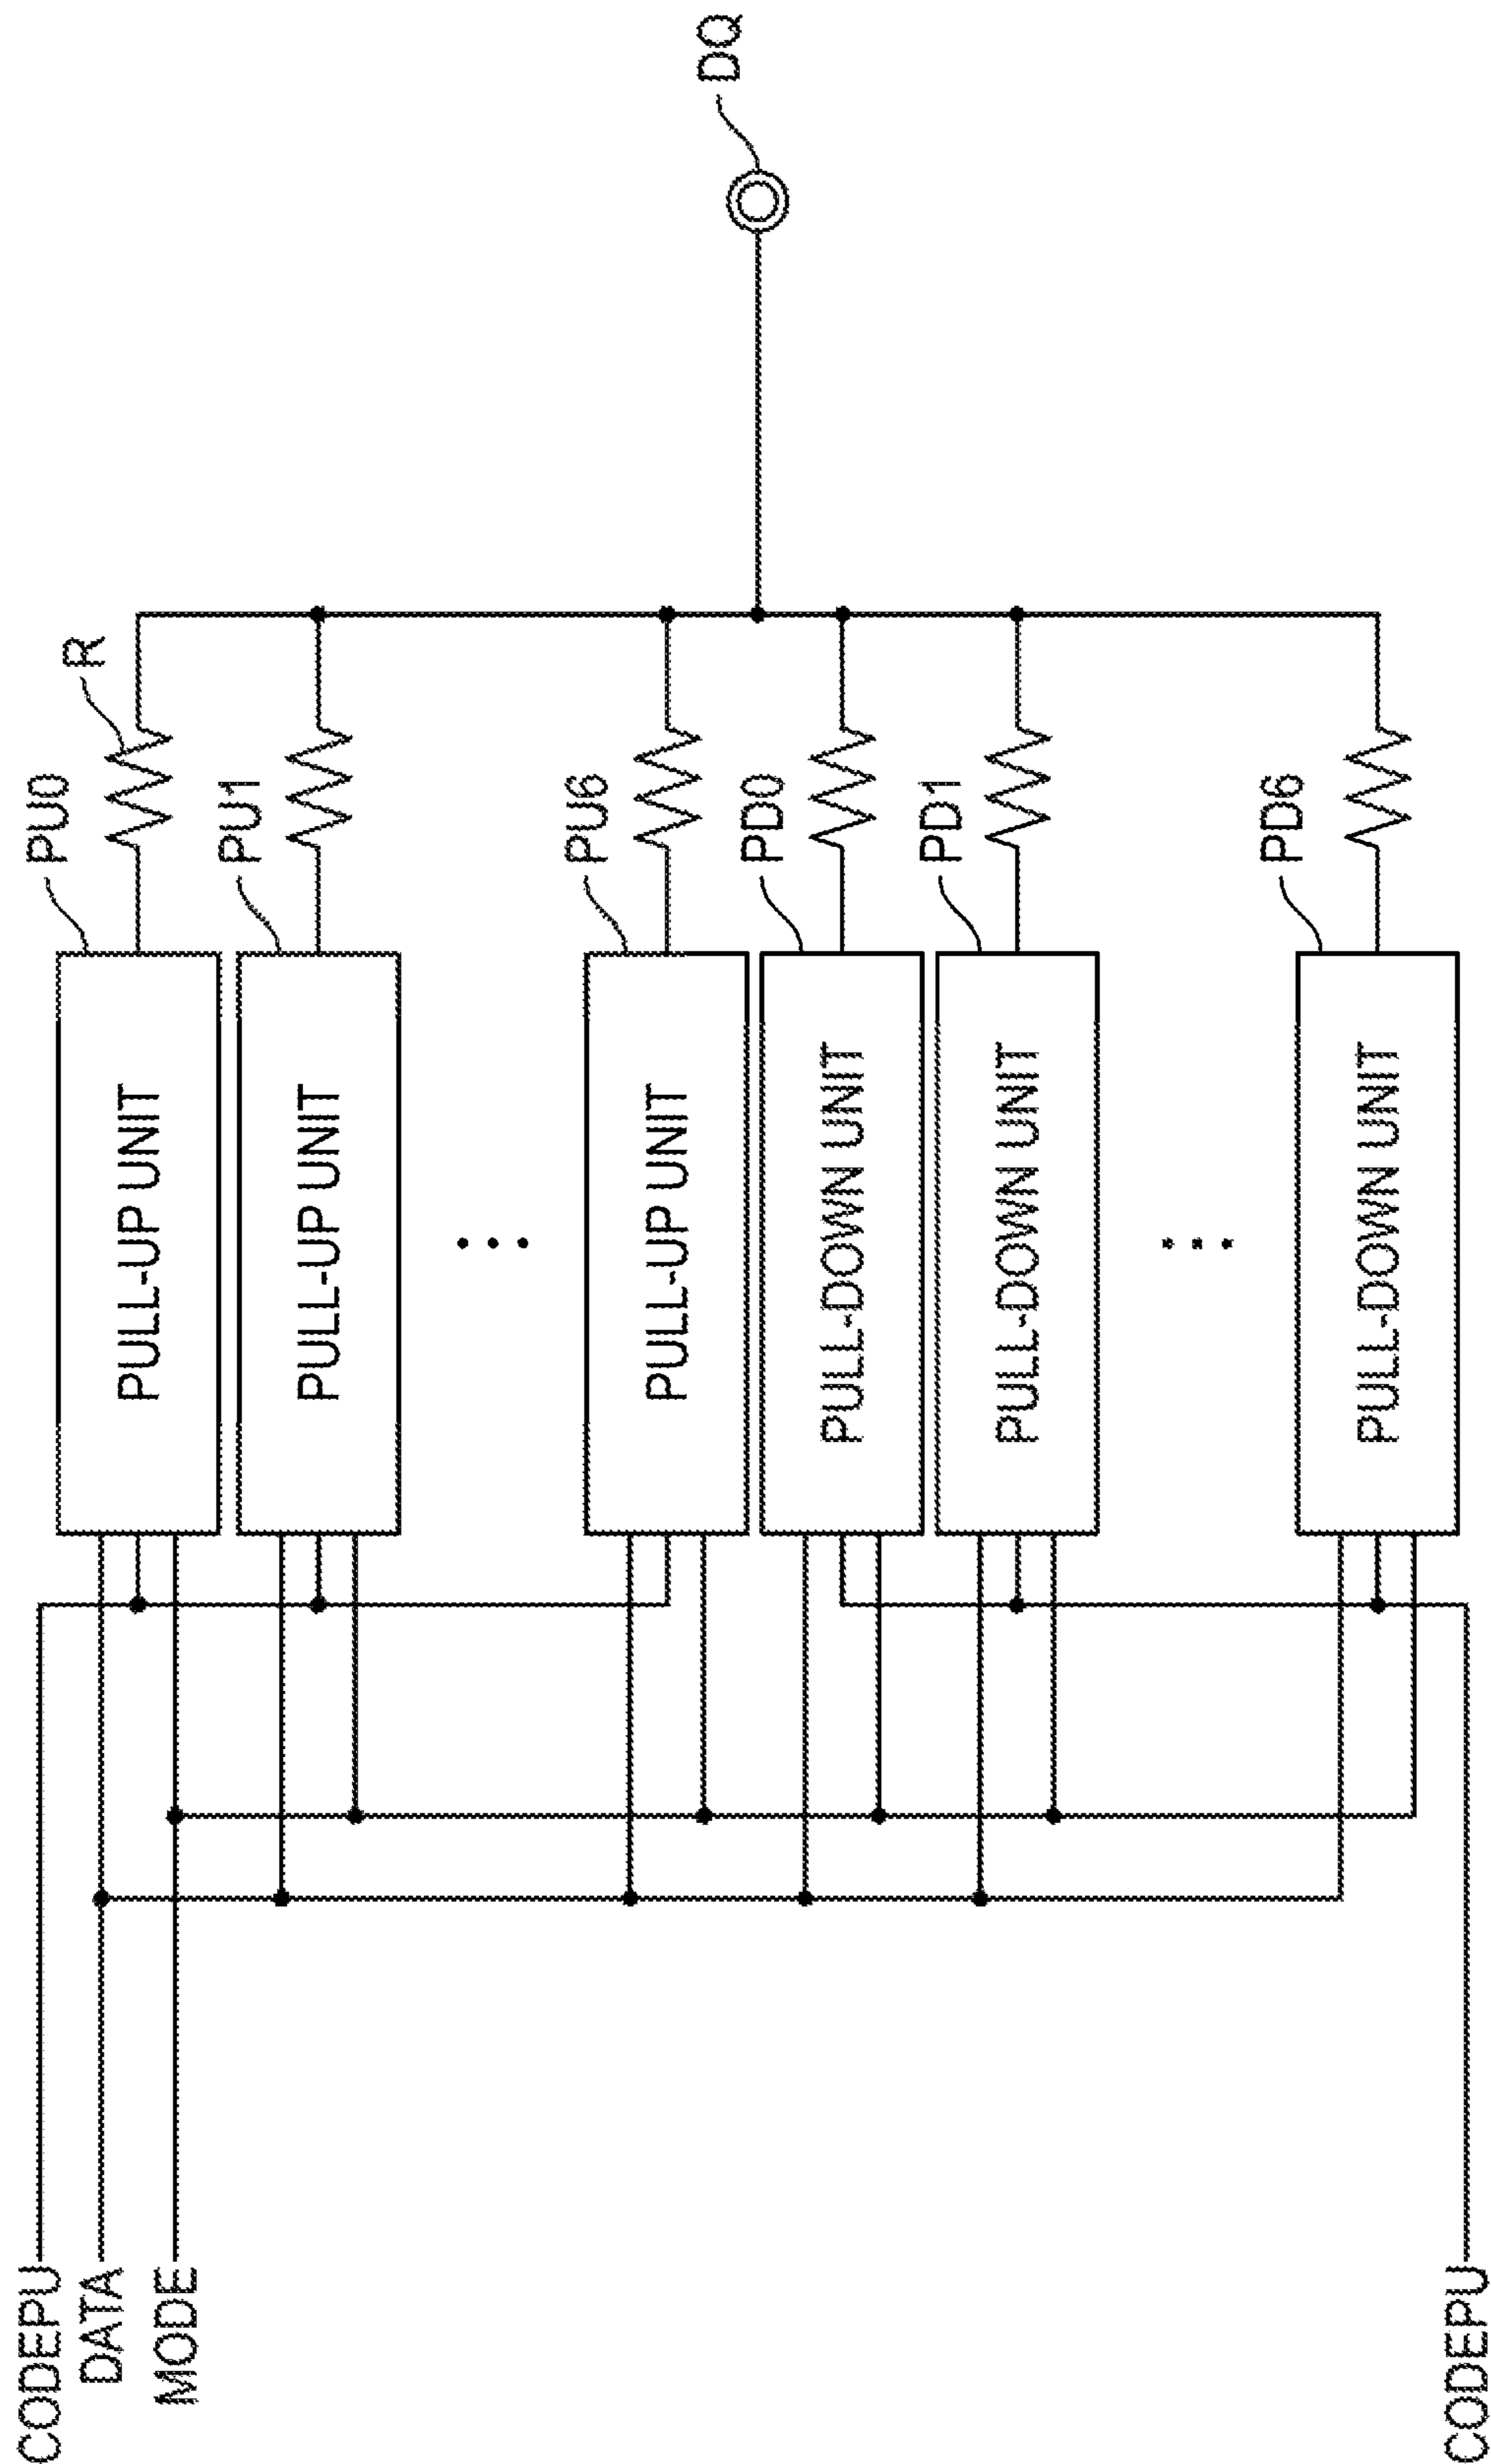 CODEPU
DATA
MODE
PULL-UP UNIT
PU0
R
PULL-UP UNIT
PU1
PULL-UP UNIT
PU6
PULL-DOWN UNIT
PD0
PULL-DOWN UNIT
PD1
PULL-DOWN UNIT
PD6
DQ
CODEPU